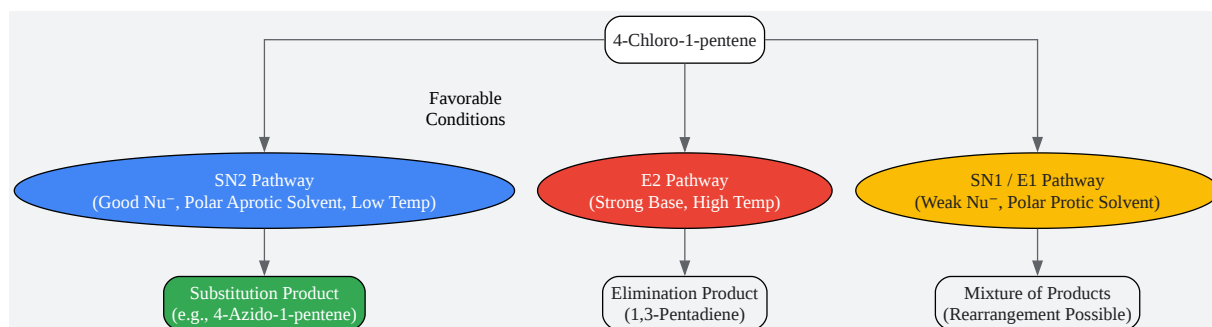 4-Chloro-1-pentene
Favorable
Conditions
SN2 Pathway
(Good Nu⁻, Polar Aprotic Solvent, Low Temp)
E2 Pathway
(Strong Base, High Temp)
SN1 / E1 Pathway
(Weak Nu⁻, Polar Protic Solvent)
Substitution Product
(e.g., 4-Azido-1-pentene)
Elimination Product
(1,3-Pentadiene)
Mixture of Products
(Rearrangement Possible)